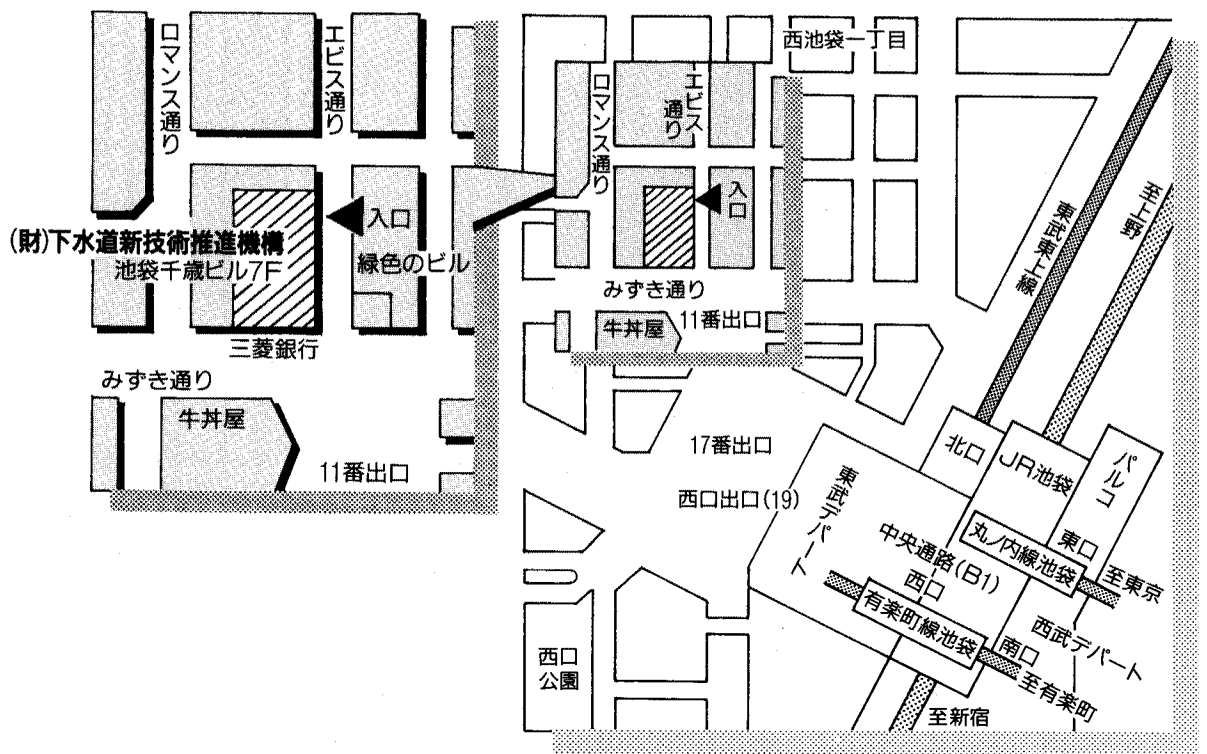 ロマンス通り
エビス通り
入口
(財)下水道新技術推進機構
池袋千歳ビル7F
緑色のビル
三菱銀行
みずき通り
牛丼屋
11番出口
西池袋一丁目
ロマンス通り
エビス
通り
入口
みずき通り
牛丼屋
11番出口
東武東上線
至上野
17番出口
西口出口(19)
東武デパート
北口
JR池袋
パルコ
丸ノ内線池袋
東口
至東京
中央通路(B1)
西口
有楽町線池袋
南口
西武デパート
至有楽町
西口
公園
至新宿